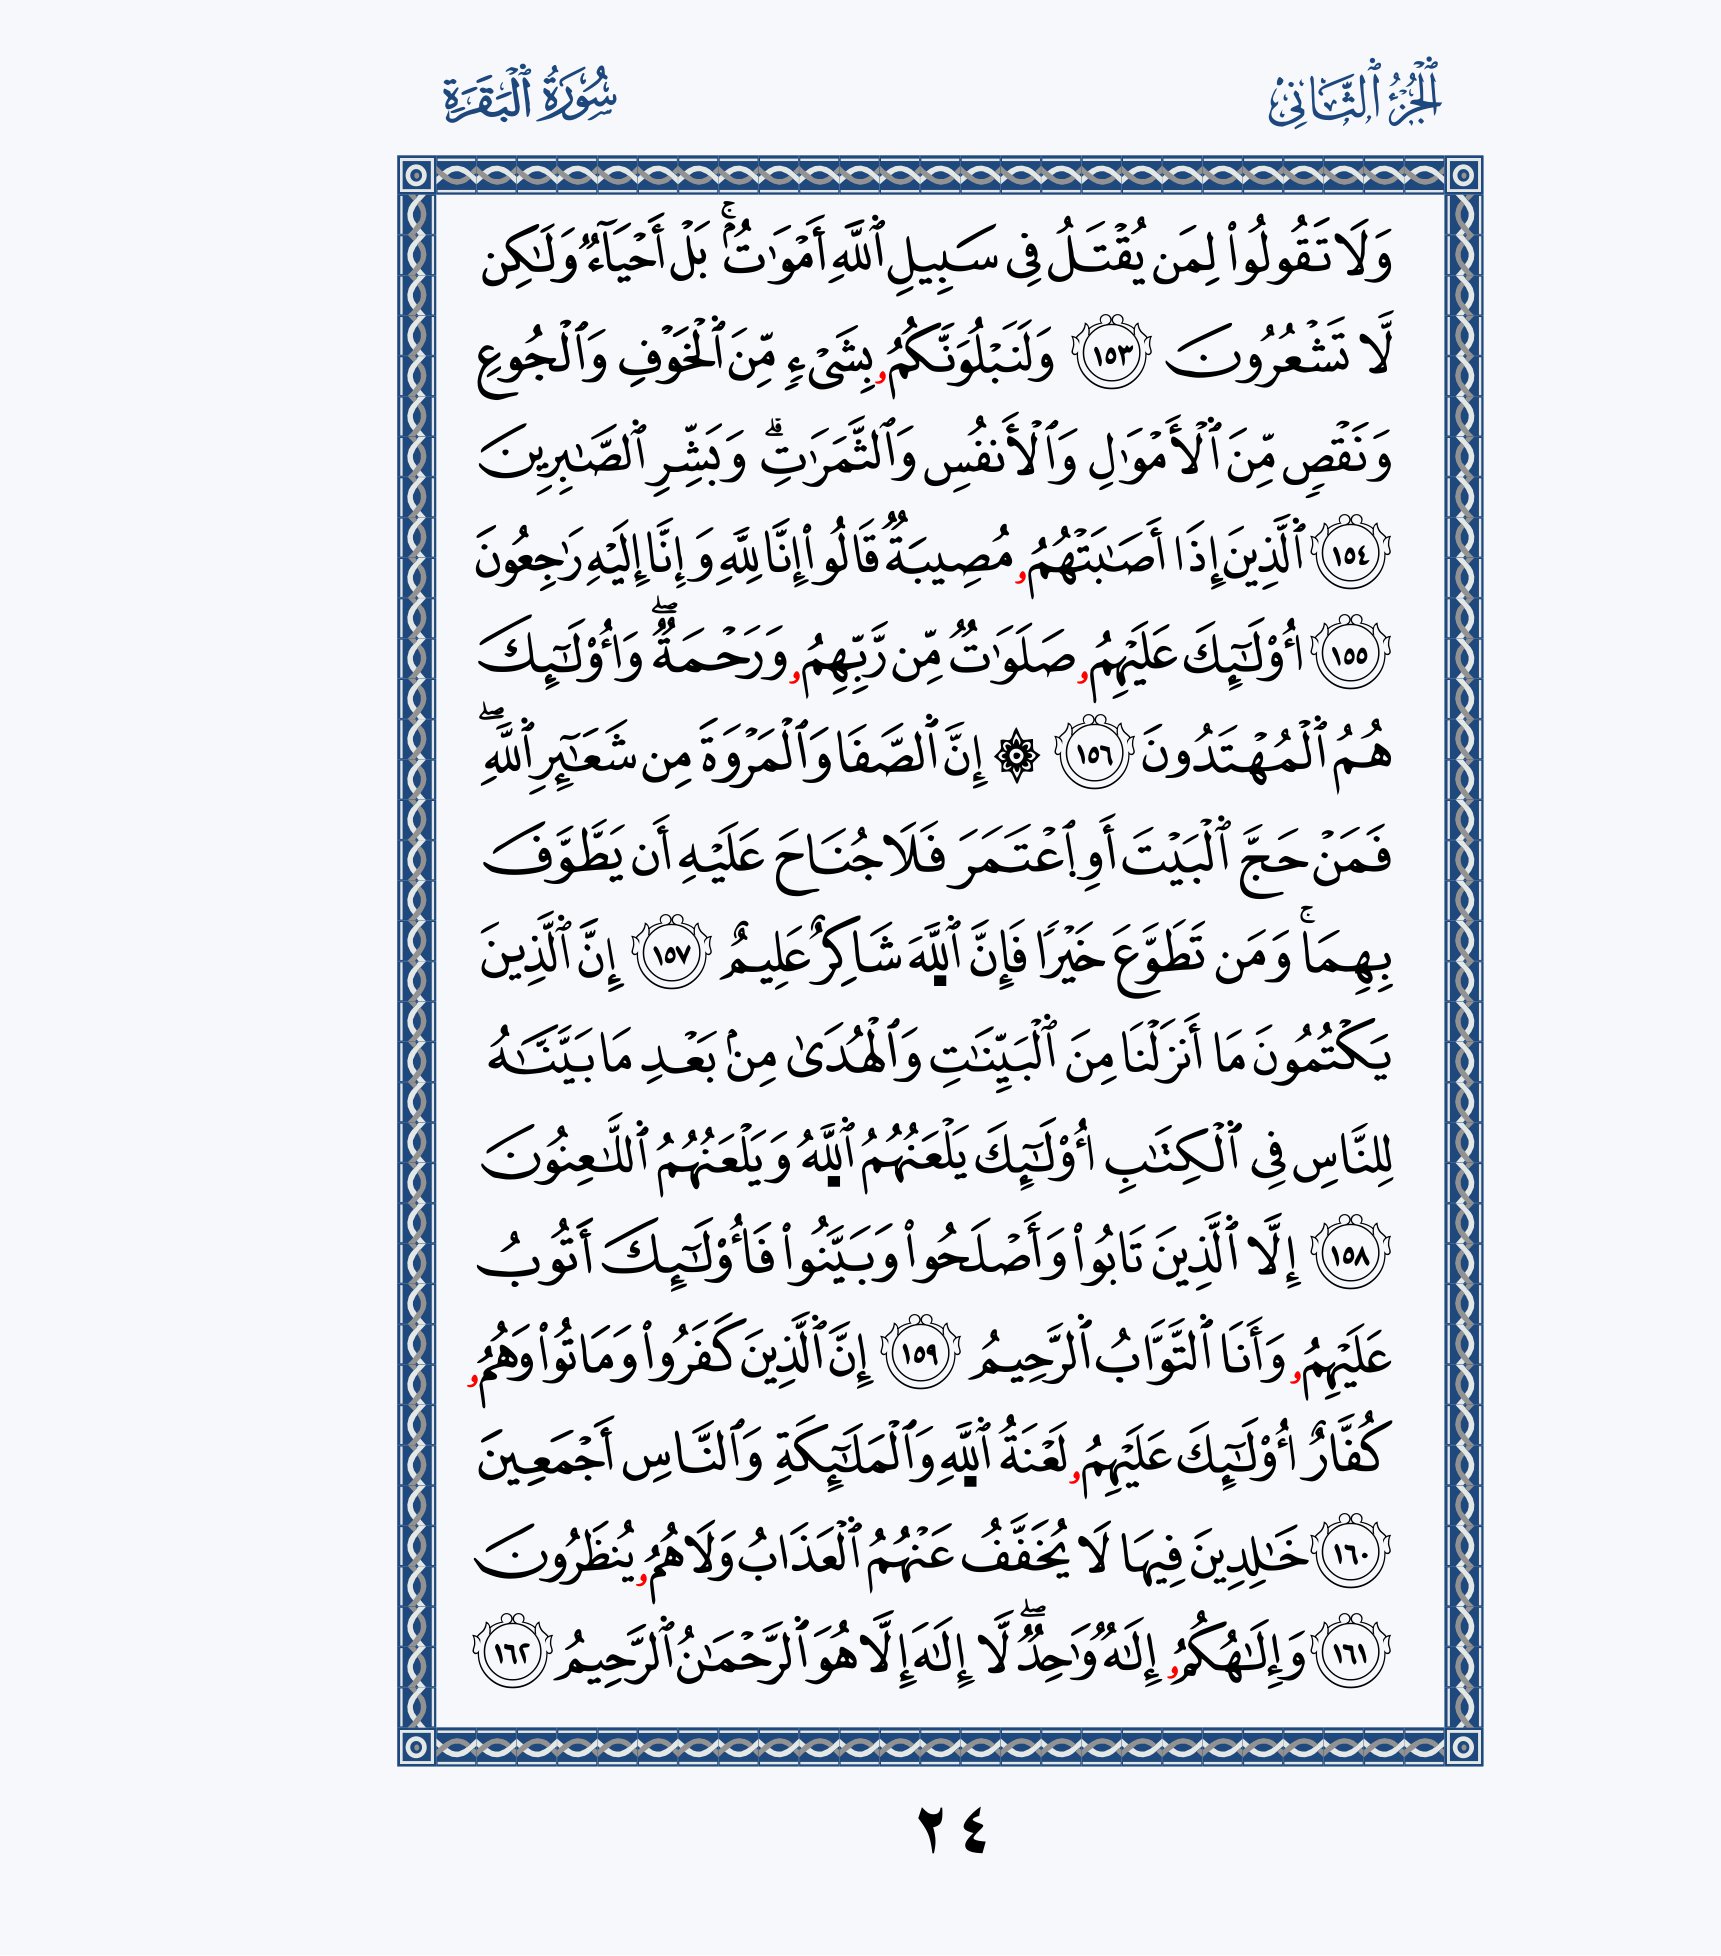 ٱلْجُزْءُ ٱلثَّانِى
سُورَةُ ٱلْبَقَرَةِ
وَلَا تَقُولُوا۟ لِمَن يُقْتَلُ فِى سَبِيلِ ٱللَّهِ أَمْوَٰتٌۢ ۚ بَلْ أَحْيَآءٌ وَلَٰكِن
لَّا تَشْعُرُونَ ١٥٣ وَلَنَبْلُوَنَّكُمُۥ بِشَىْءٍ مِّنَ ٱلْخَوْفِ وَٱلْجُوعِ
وَنَقْصٍ مِّنَ ٱلْأَمْوَٰلِ وَٱلْأَنفُسِ وَٱلثَّمَرَٰتِ ۗ وَبَشِّرِ ٱلصَّٰبِرِينَ
١٥٤ ٱلَّذِينَ إِذَا أَصَٰبَتْهُمُۥ مُصِيبَةٌ قَالُوا۟ إِنَّا لِلَّهِ وَإِنَّا إِلَيْهِ رَٰجِعُونَ
١٥٥ أُو۟لَٰٓئِكَ عَلَيْهِمُۥ صَلَوَٰتٌ مِّن رَّبِّهِمُۥ وَرَحْمَةٌ ۖ وَأُو۟لَٰٓئِكَ
هُمُ ٱلْمُهْتَدُونَ ١٥٦ ۞ إِنَّ ٱلصَّفَا وَٱلْمَرْوَةَ مِن شَعَآئِرِ ٱللَّهِ ۖ
فَمَنْ حَجَّ ٱلْبَيْتَ أَوِ ٱعْتَمَرَ فَلَا جُنَاحَ عَلَيْهِ أَن يَطَّوَّفَ
بِهِمَا ۚ وَمَن تَطَوَّعَ خَيْرًا فَإِنَّ ٱللَّهَ شَاكِرٌ عَلِيمٌ ١٥٧ إِنَّ ٱلَّذِينَ
يَكْتُمُونَ مَا أَنزَلْنَا مِنَ ٱلْبَيِّنَٰتِ وَٱلْهُدَىٰ مِنۢ بَعْدِ مَا بَيَّنَّٰهُ
لِلنَّاسِ فِى ٱلْكِتَٰبِ أُو۟لَٰٓئِكَ يَلْعَنُهُمُ ٱللَّهُ وَيَلْعَنُهُمُ ٱللَّٰعِنُونَ
١٥٨ إِلَّا ٱلَّذِينَ تَابُوا۟ وَأَصْلَحُوا۟ وَبَيَّنُوا۟ فَأُو۟لَٰٓئِكَ أَتُوبُ
عَلَيْهِمُۥ وَأَنَا ٱلتَّوَّابُ ٱلرَّحِيمُ ١٥٩ إِنَّ ٱلَّذِينَ كَفَرُوا۟ وَمَاتُوا۟ وَهُمُۥ
كُفَّارٌ أُو۟لَٰٓئِكَ عَلَيْهِمُۥ لَعْنَةُ ٱللَّهِ وَٱلْمَلَٰٓئِكَةِ وَٱلنَّاسِ أَجْمَعِينَ
١٦٠ خَٰلِدِينَ فِيهَا لَا يُخَفَّفُ عَنْهُمُ ٱلْعَذَابُ وَلَا هُمُۥ يُنظَرُونَ
١٦١ وَإِلَٰهُكُمُۥ إِلَٰهٌ وَٰحِدٌ ۖ لَّا إِلَٰهَ إِلَّا هُوَ ٱلرَّحْمَٰنُ ٱلرَّحِيمُ ١٦٢
٢٤